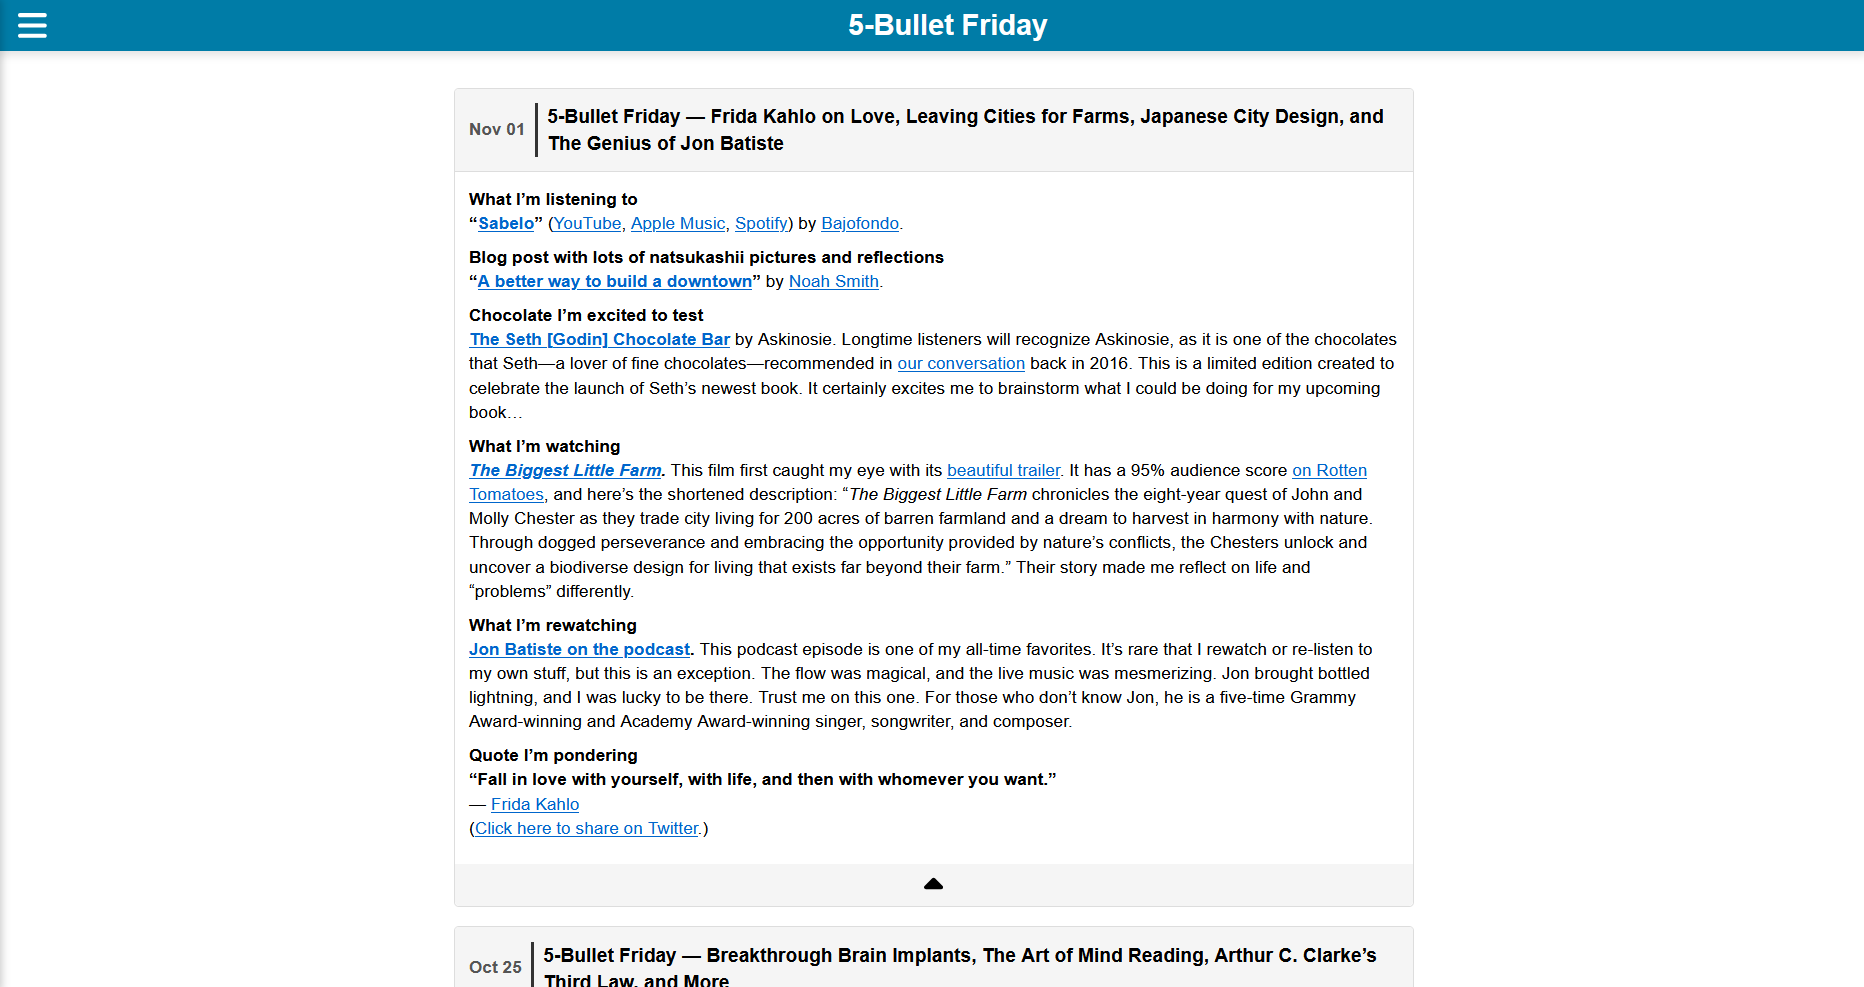 5-Bullet Friday
Nov 01
5-Bullet Friday — Frida Kahlo on Love, Leaving Cities for Farms, Japanese City Design, and
The Genius of Jon Batiste
What I’m listening to
“Sabelo” (YouTube, Apple Music, Spotify) by Bajofondo.
Blog post with lots of natsukashii pictures and reflections
“A better way to build a downtown” by Noah Smith.
Chocolate I’m excited to test
The Seth [Godin] Chocolate Bar by Askinosie. Longtime listeners will recognize Askinosie, as it is one of the chocolates
that Seth—a lover of fine chocolates—recommended in our conversation back in 2016. This is a limited edition created to
celebrate the launch of Seth’s newest book. It certainly excites me to brainstorm what I could be doing for my upcoming
book…
What I’m watching
The Biggest Little Farm. This film first caught my eye with its beautiful trailer. It has a 95% audience score on Rotten
Tomatoes, and here’s the shortened description: “The Biggest Little Farm chronicles the eight-year quest of John and
Molly Chester as they trade city living for 200 acres of barren farmland and a dream to harvest in harmony with nature.
Through dogged perseverance and embracing the opportunity provided by nature’s conflicts, the Chesters unlock and
uncover a biodiverse design for living that exists far beyond their farm.” Their story made me reflect on life and
“problems” differently.
What I’m rewatching
Jon Batiste on the podcast. This podcast episode is one of my all-time favorites. It’s rare that I rewatch or re-listen to
my own stuff, but this is an exception. The flow was magical, and the live music was mesmerizing. Jon brought bottled
lightning, and I was lucky to be there. Trust me on this one. For those who don’t know Jon, he is a five-time Grammy
Award-winning and Academy Award-winning singer, songwriter, and composer.
Quote I’m pondering
“Fall in love with yourself, with life, and then with whomever you want.”
— Frida Kahlo
(Click here to share on Twitter.)
Oct 25
5-Bullet Friday — Breakthrough Brain Implants, The Art of Mind Reading, Arthur C. Clarke’s
Third Law, and More